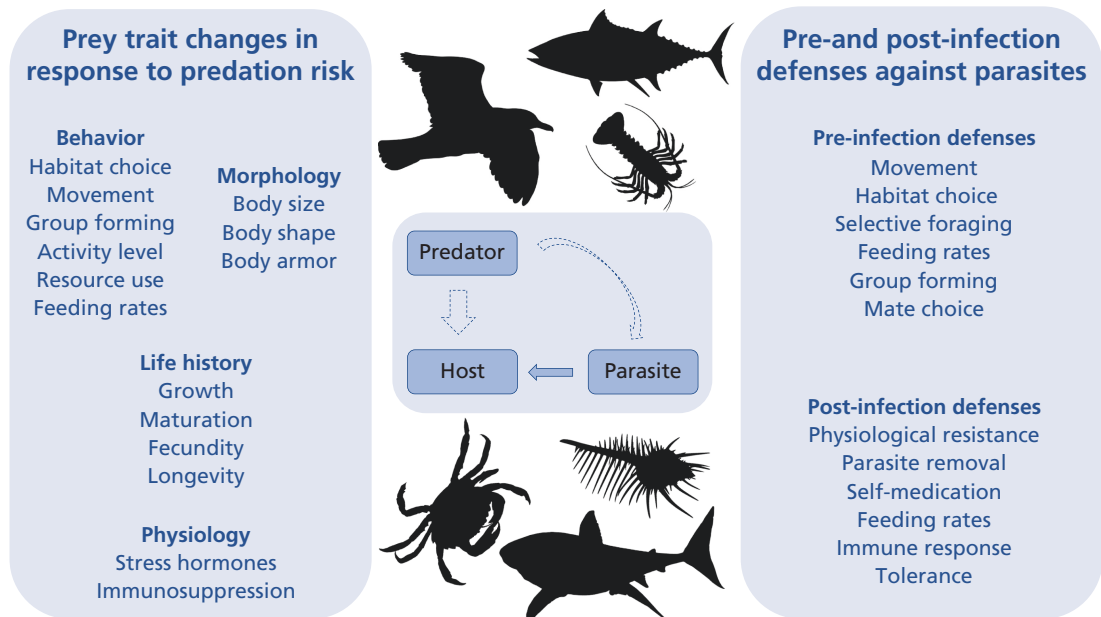 Prey trait changes in
response to predation risk
Behavior
Habitat choice
Movement
Group forming
Activity level
Resource use
Feeding rates
Morphology
Body size
Body shape
Body armor
Life history
Growth
Maturation
Fecundity
Longevity
Physiology
Stress hormones
Immunosuppression
Predator
Host
Parasite
Pre-and post-infection
defenses against parasites
Pre-infection defenses
Movement
Habitat choice
Selective foraging
Feeding rates
Group forming
Mate choice
Post-infection defenses
Physiological resistance
Parasite removal
Self-medication
Feeding rates
Immune response
Tolerance